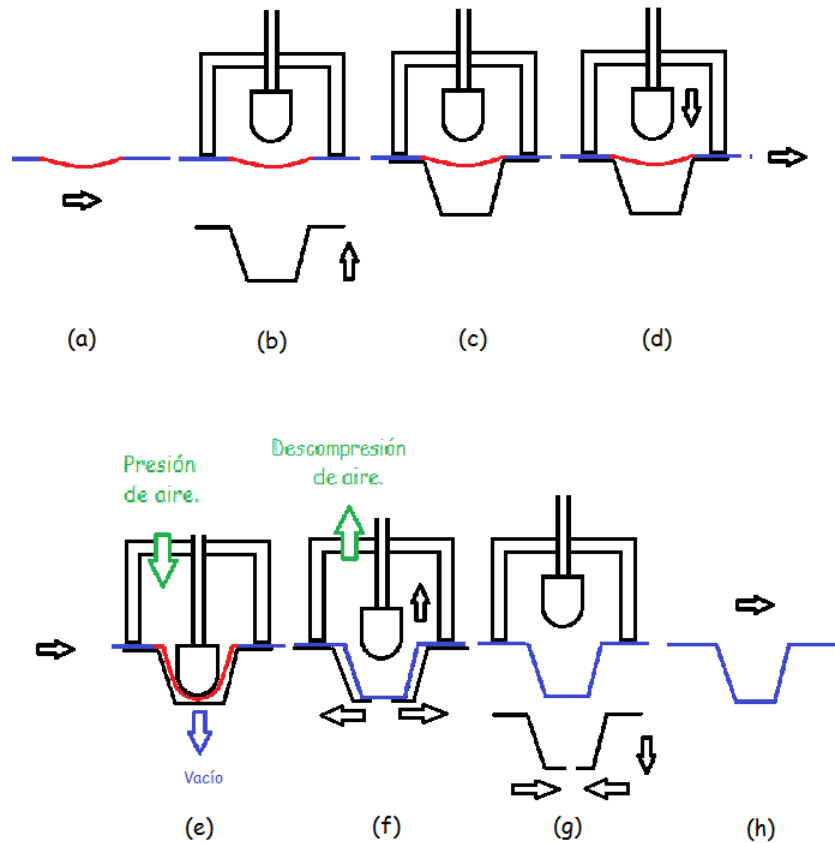 (a)
(b)
(c)
(d)
Presión
de aire.
Descompresión
de aire.
Vacío
(e)
(f)
(g)
(h)